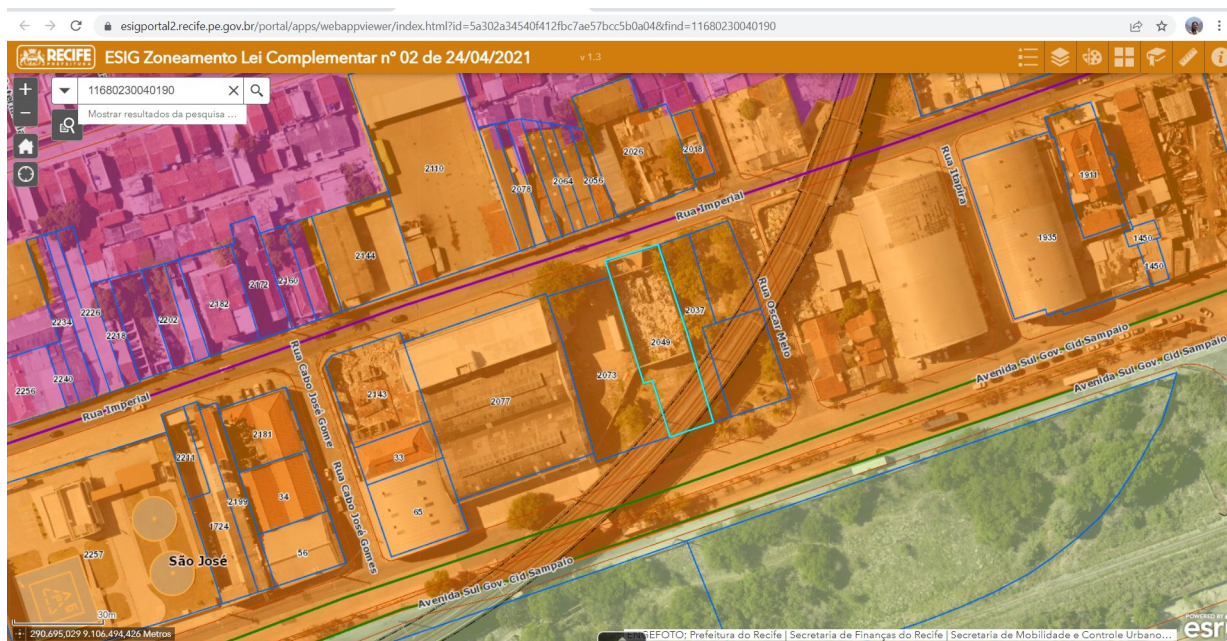 esigportal2.recife.pe.gov.br/portal/apps/webappviewer/index.html?id=5a302a34540f412fbc7ae57bcc5b0a04&find=11680230040190
RECIFE
PREFEITURA
ESIG Zoneamento Lei Complementar nº 02 de 24/04/2021
v 1.3
11680230040190
Mostrar resultados da pesquisa ...
2110
2078
2064
2056
2026
2018
Rua Imperial
Rua Itapira
1911
1935
1450
1450
2144
2160
2172
2182
2202
2218
2226
2234
2240
2256
Rua Imperial
2037
2049
Rua Oscar Melo
2073
2077
2143
33
65
Rua Cabo José Gome
Rua Cabo José Gomes
2181
2211
2199
34
1724
56
2257
São José
Avenida Sul Gov. Cid Sampaio
Avenida Sul Gov. Cid Sampaio
Avenida Sul Gov. Cid Sampaio
30m
290.695,029 9.106.494,426 Metros
GEFOTO; Prefeitura do Recife | Secretaria de Finanças do Recife | Secretaria de Mobilidade e Controle Urbano...
POWERED BY
esri